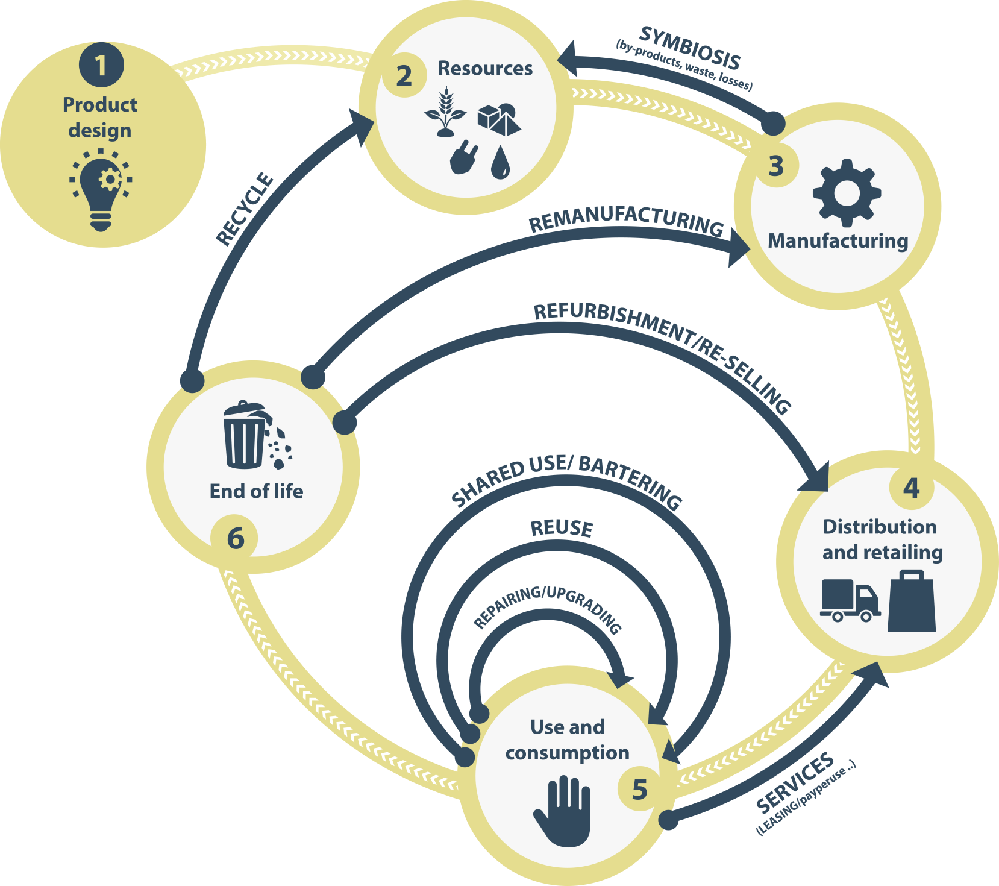 1
Product
design
2
Resources
SYMBIOSIS
(by-products, waste, losses)
3
Manufacturing
RECYCLE
REMANUFACTURING
REFURBISHMENT/RE-SELLING
4
Distribution
and retailing
End of life
6
SHARED USE/ BARTERING
REUSE
REPAIRING/UPGRADING
Use and
consumption
5
SERVICES
(LEASING/payperuse ..)